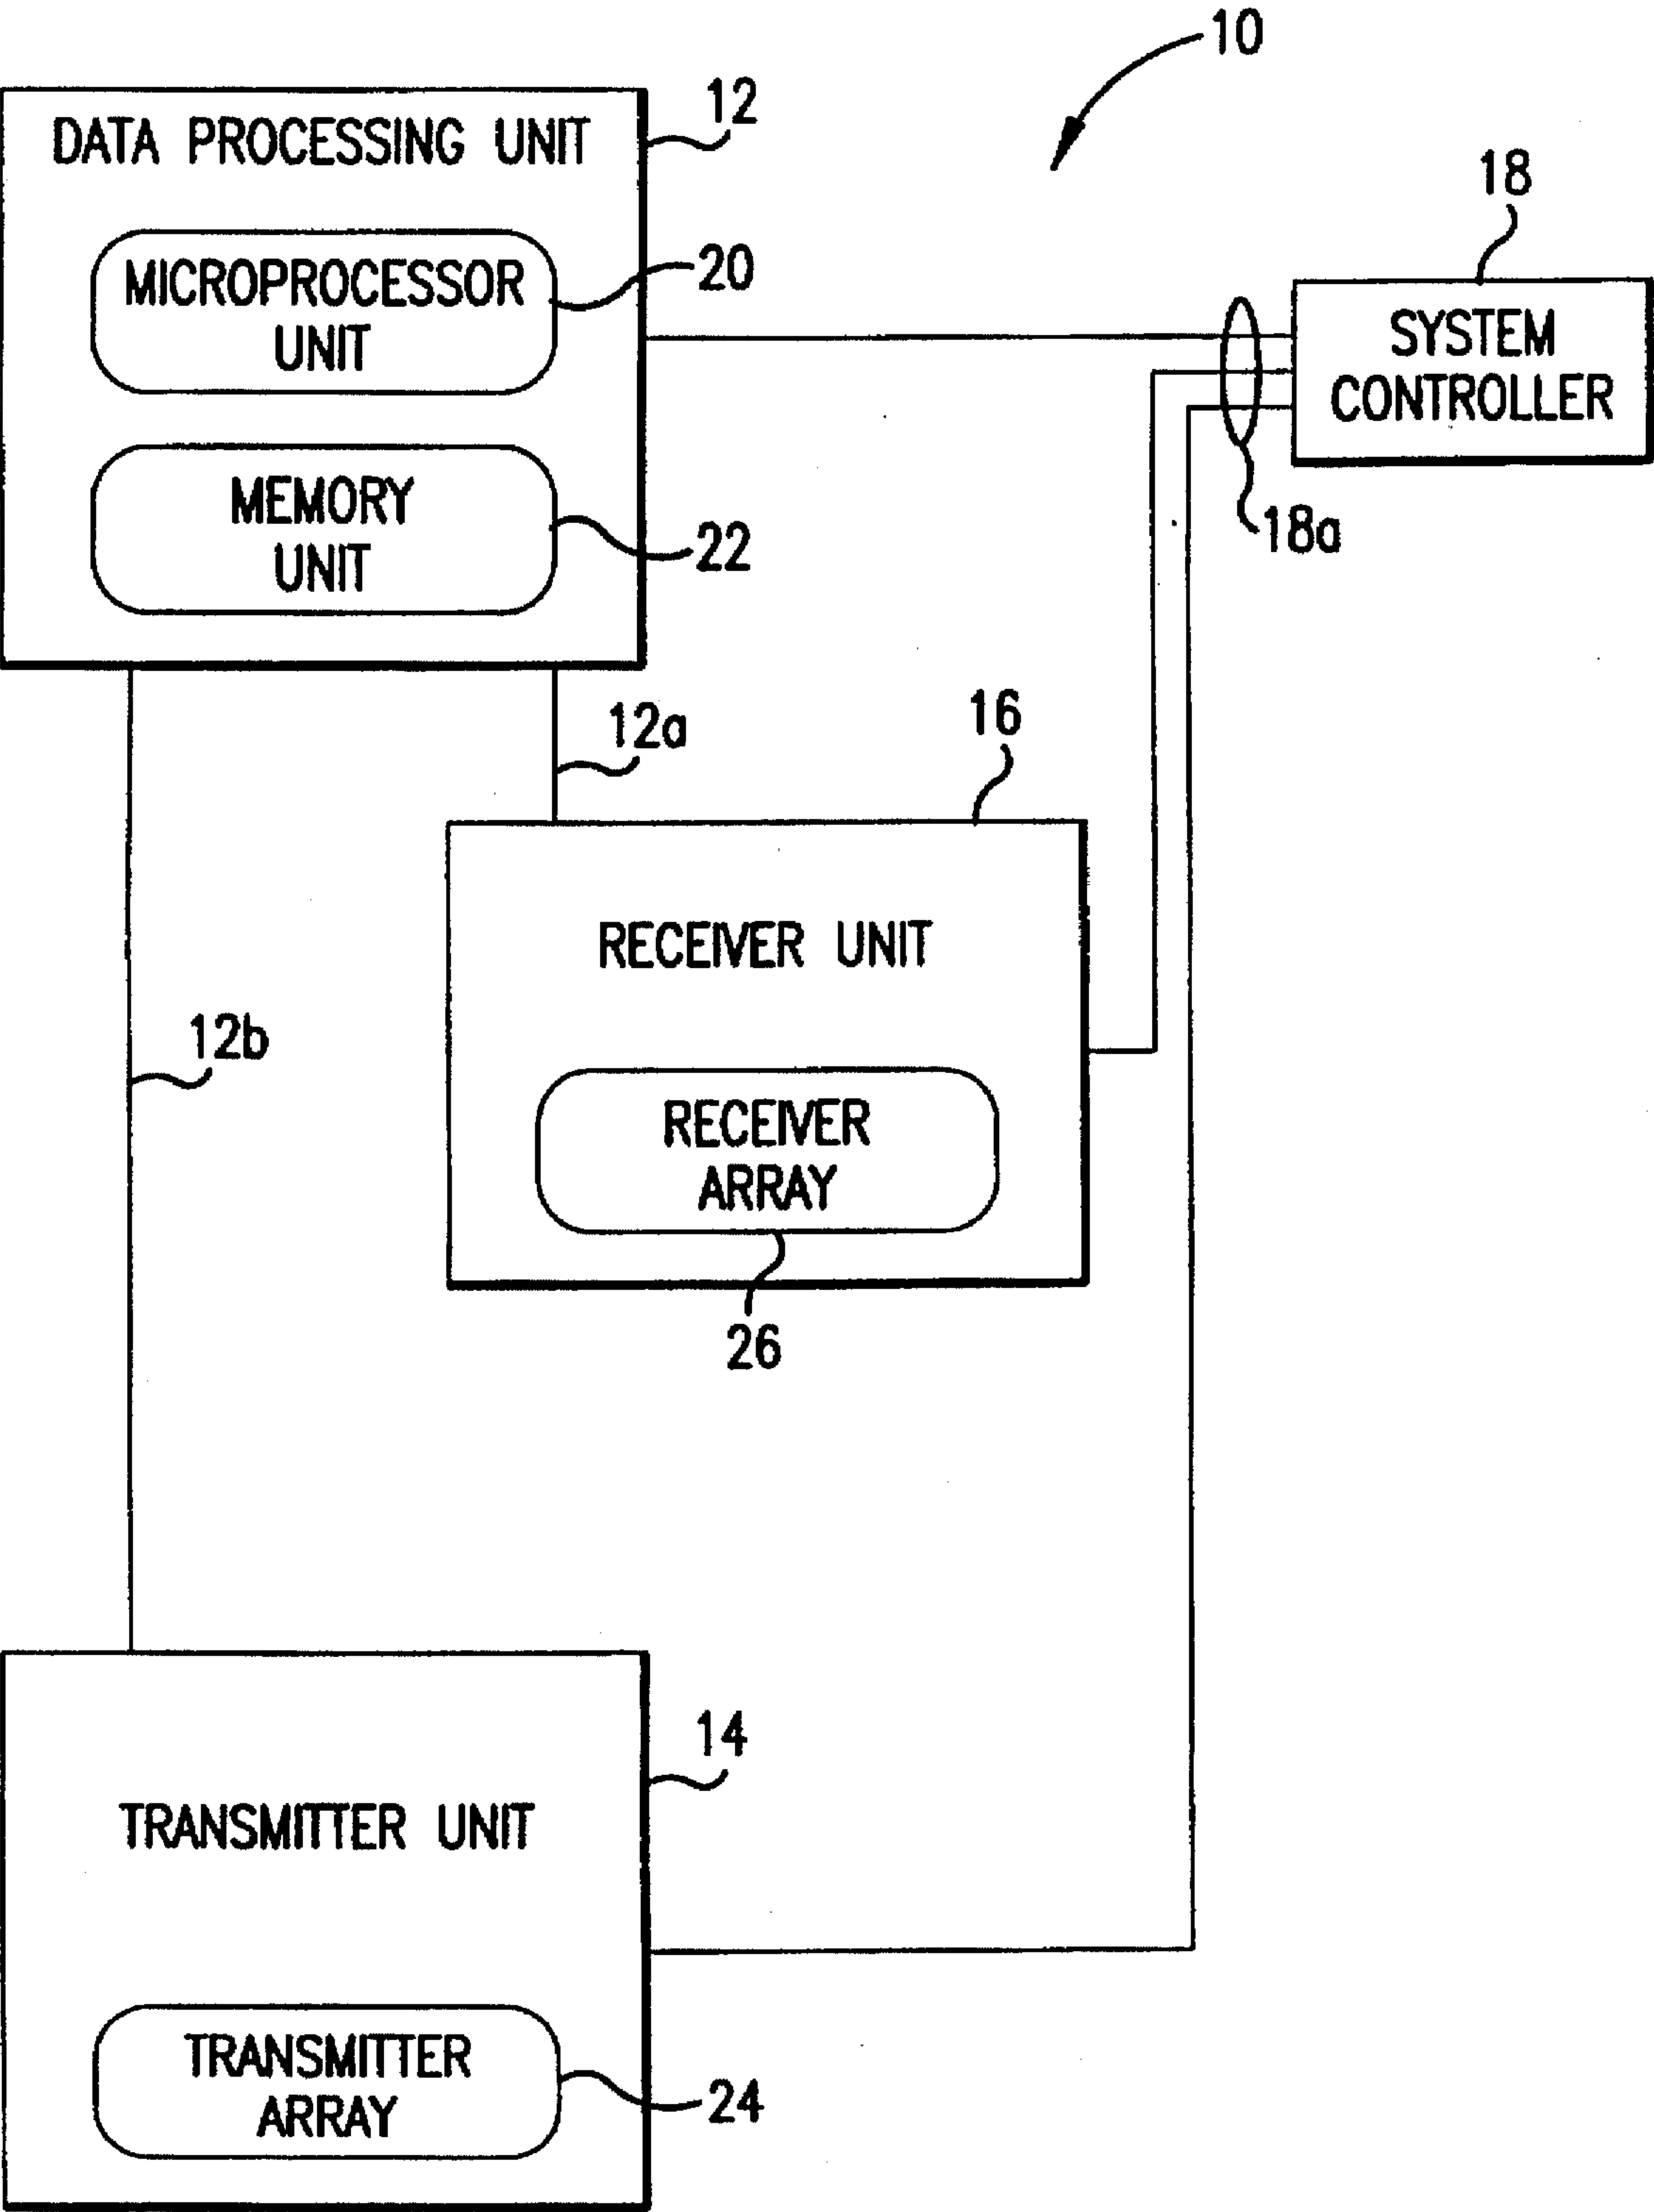 10
12
DATA PROCESSING UNIT
18
MICROPROCESSOR
UNIT
20
SYSTEM
CONTROLLER
MEMORY
UNIT
22
18a
12a
16
RECEIVER UNIT
12b
RECEIVER
ARRAY
26
14
TRANSMITTER UNIT
TRANSMITTER
ARRAY
24